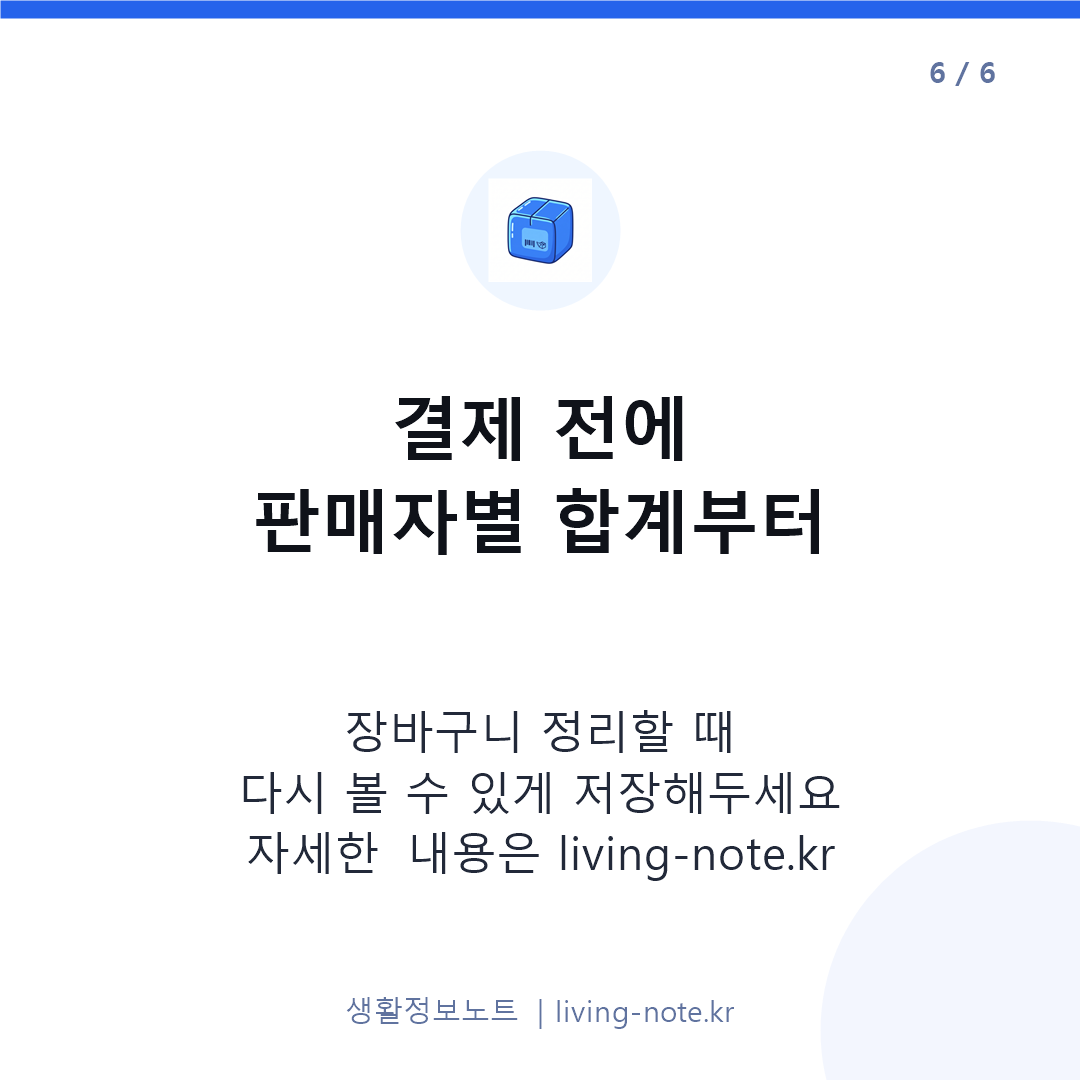 6 / 6
결제 전에
판매자별 합계부터
장바구니 정리할 때
다시 볼 수 있게 저장해두세요
자세한 내용은 living-note.kr
생활정보노트 | living-note.kr